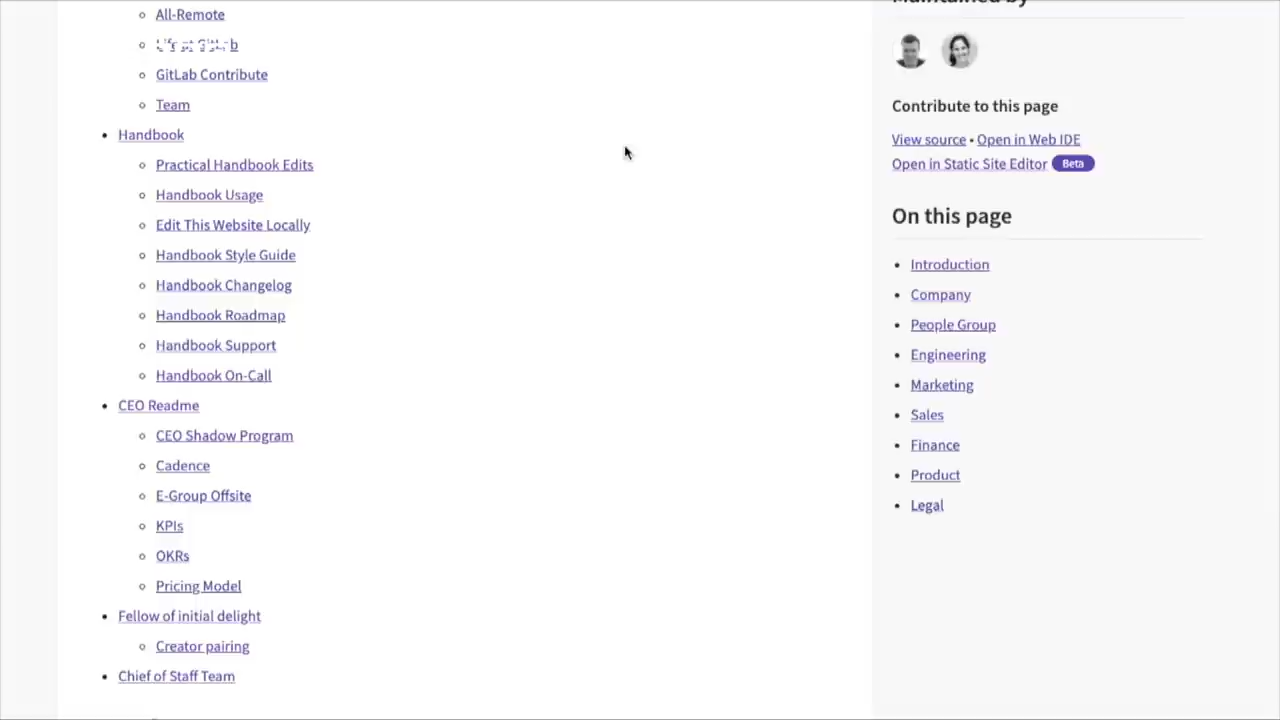 All-Remote
GitLab Contribute
Team
Handbook
Practical Handbook Edits
Handbook Usage
Edit This Website Locally
Handbook Style Guide
Handbook Changelog
Handbook Roadmap
Handbook Support
Handbook On-Call
CEO Readme
CEO Shadow Program
Cadence
E-Group Offsite
KPIs
OKRs
Pricing Model
Fellow of initial delight
Creator pairing
Chief of Staff Team
Maintained by
Contribute to this page
View source • Open in Web IDE
Open in Static Site Editor Beta
On this page
Introduction
Company
People Group
Engineering
Marketing
Sales
Finance
Product
Legal